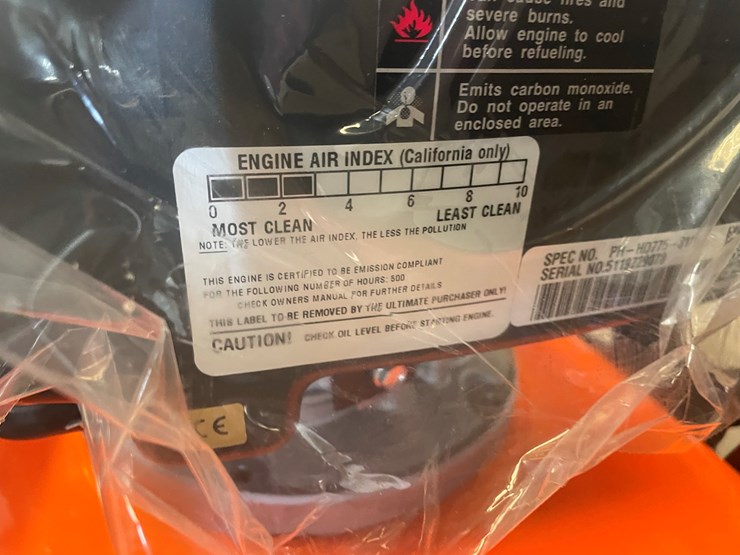 severe burns.
Allow engine to cool
before refueling.
Emits carbon monoxide.
Do not operate in an
enclosed area.
ENGINE AIR INDEX (California only)
0 2 4 6 8 10
MOST CLEAN LEAST CLEAN
NOTE: LOWER THE AIR INDEX, THE LESS THE POLLUTION
THIS ENGINE IS CERTIFIED TO BE EMISSION COMPLIANT
FOR THE FOLLOWING NUMBER OF HOURS: 500
CHECK OWNERS MANUAL FOR FURTHER DETAILS
THIS LABEL TO BE REMOVED BY THE ULTIMATE PURCHASER ONLY!
CAUTION! CHECK OIL LEVEL BEFORE STARTING ENGINE.
SPEC NO.
SERIAL NO.
CE